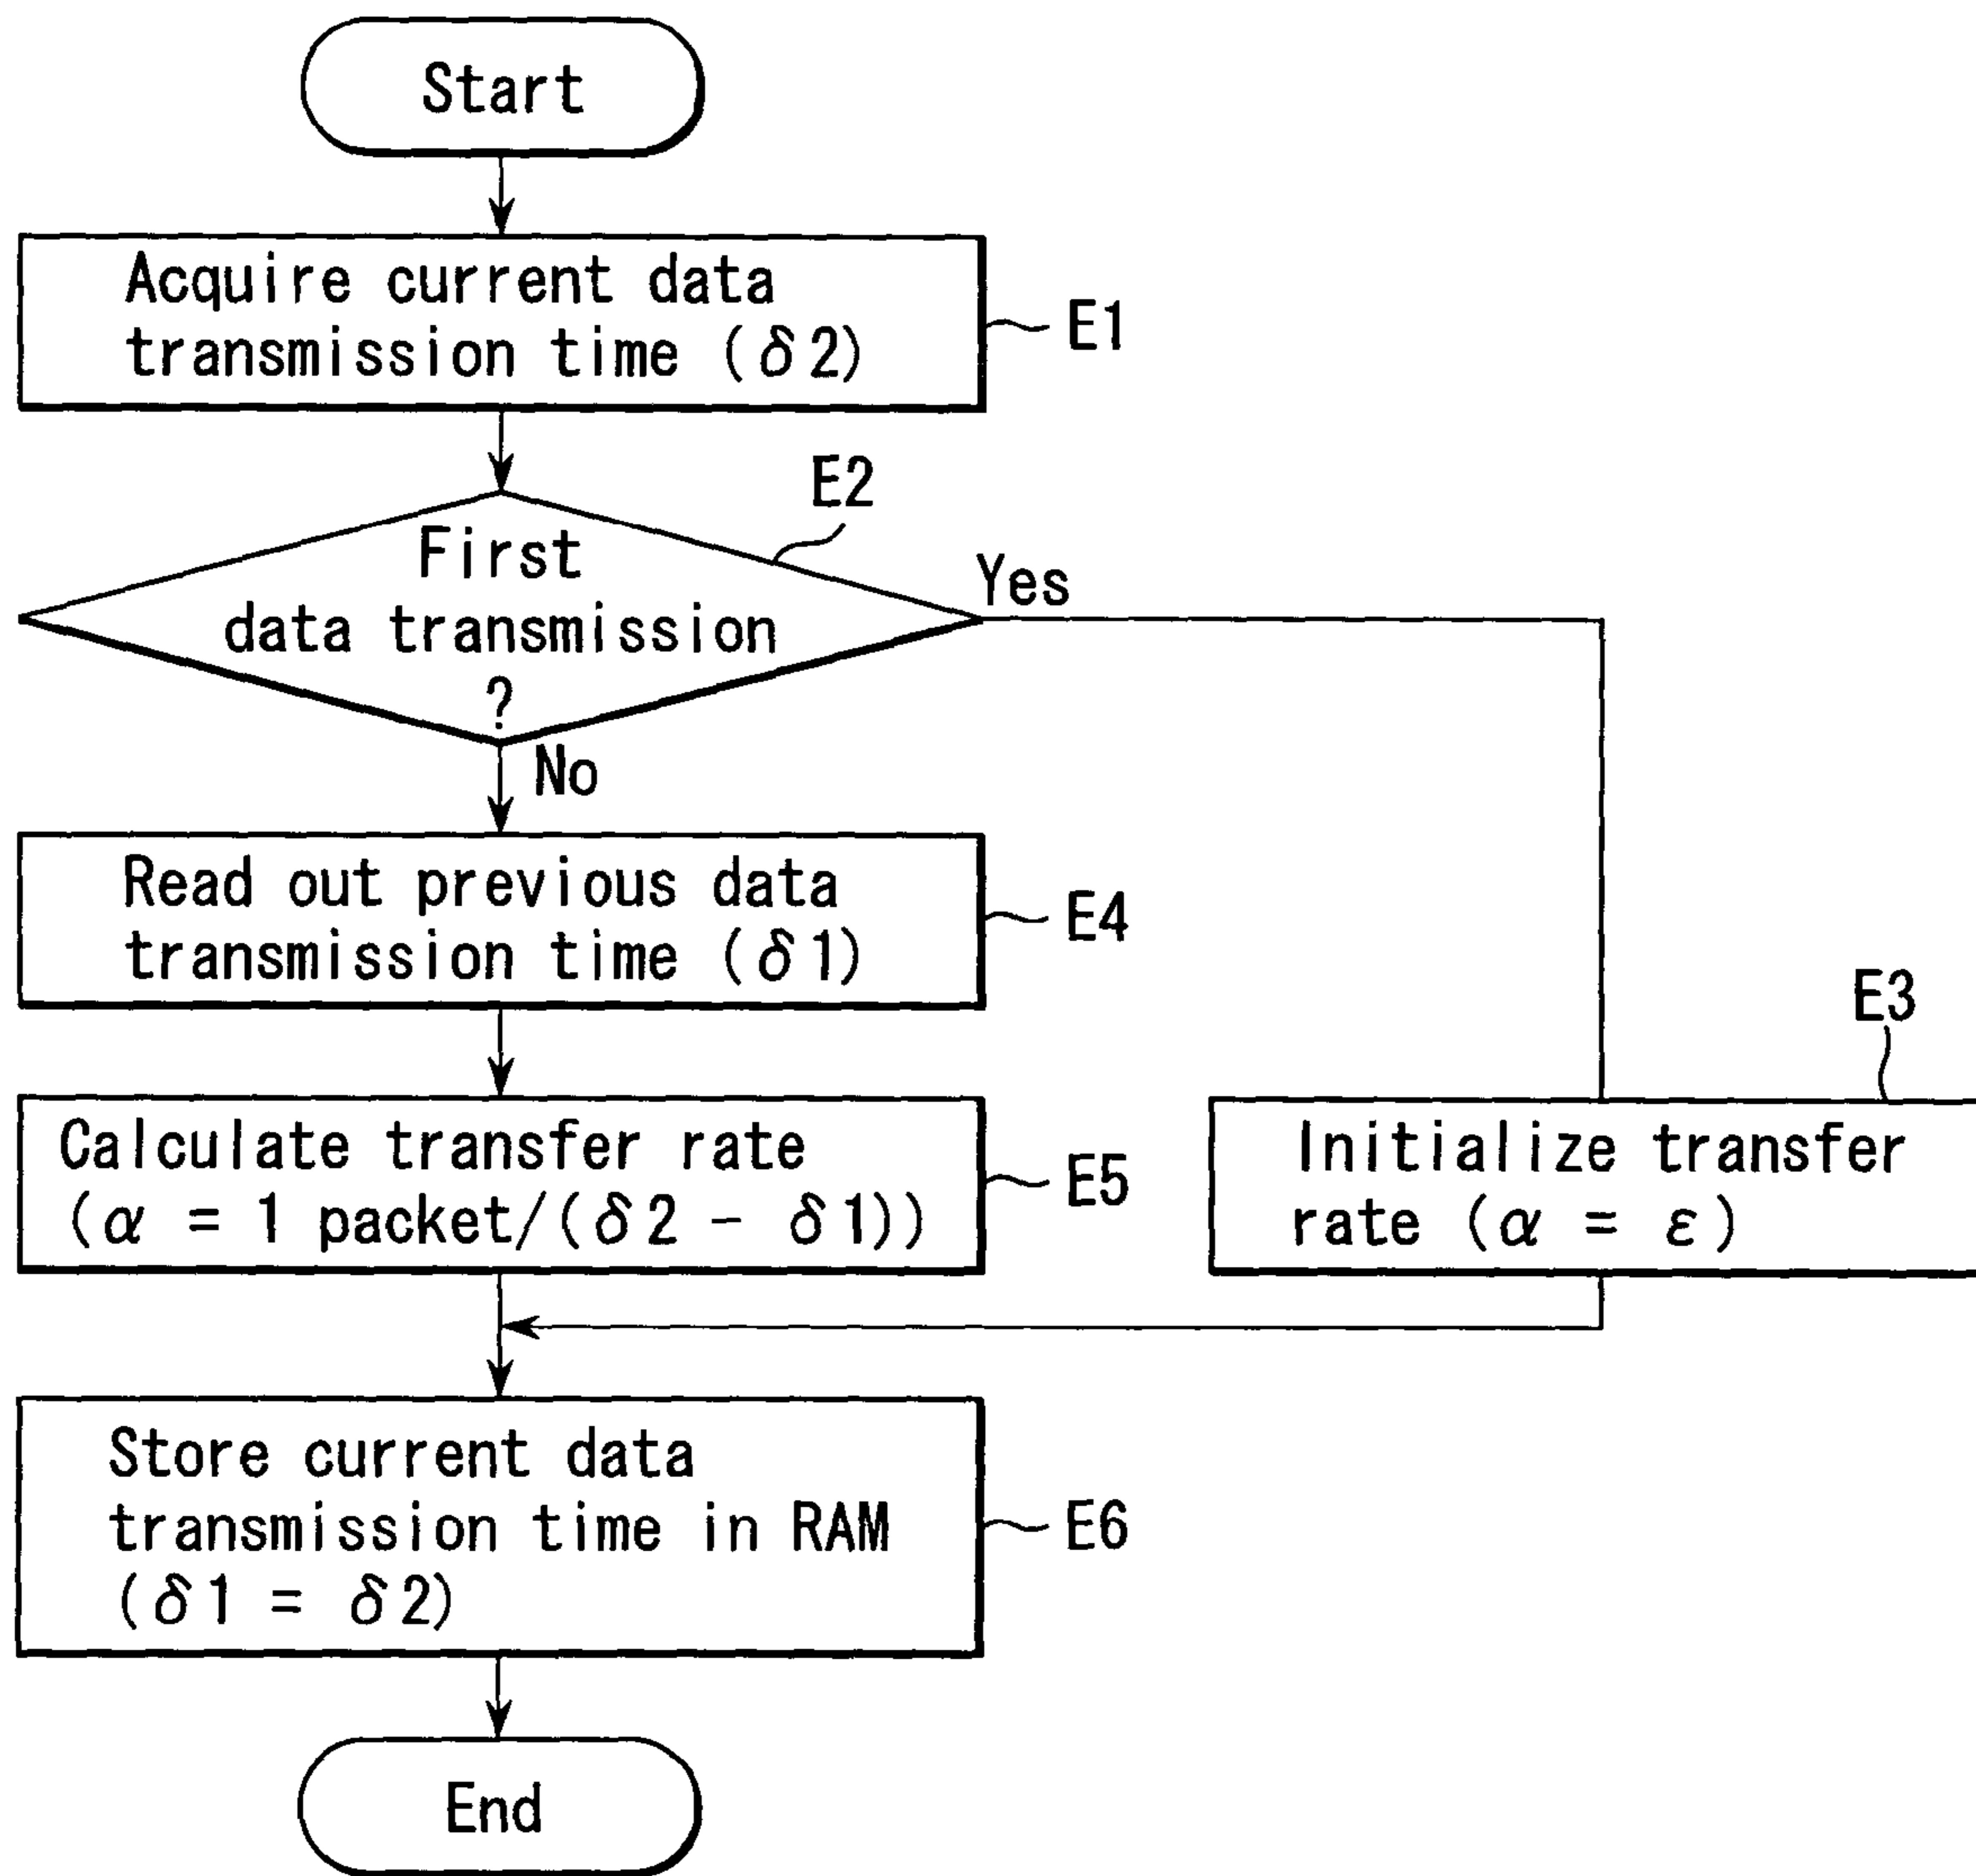 Start
Acquire current data
transmission time (δ2)
E1
E2
First
data transmission
?
Yes
No
Read out previous data
transmission time (δ1)
E4
E3
Calculate transfer rate
(α = 1 packet/(δ2 - δ1))
E5
Initialize transfer
rate (α = ε)
Store current data
transmission time in RAM
(δ1 = δ2)
E6
End